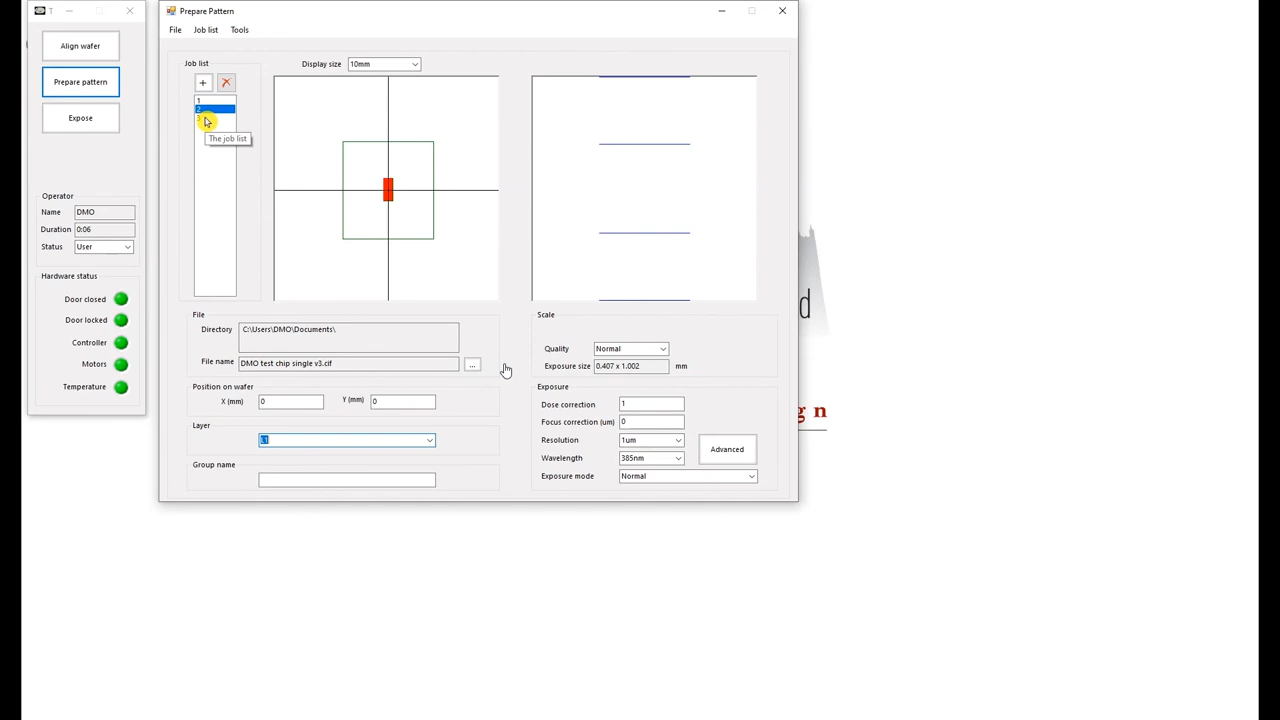 T
Prepare Pattern
File Job list Tools
Align wafer
Prepare pattern
Expose
Job list
Display size 10mm
+
1
2
3
The job list
Operator
Name DMO
Duration 0:06
Status User
Hardware status
Door closed
Door locked
Controller
Motors
Temperature
File
Directory C:\Users\DMO\Documents\
File name DMO test chip single v3.cif ...
Position on wafer
X (mm) 0 Y (mm) 0
Layer
Group name
Scale
Quality Normal
Exposure size 0.407 x 1.002 mm
Exposure
Dose correction 1
Focus correction (um) 0
Resolution 1um
Wavelength 385nm
Advanced
Exposure mode Normal
d
g n